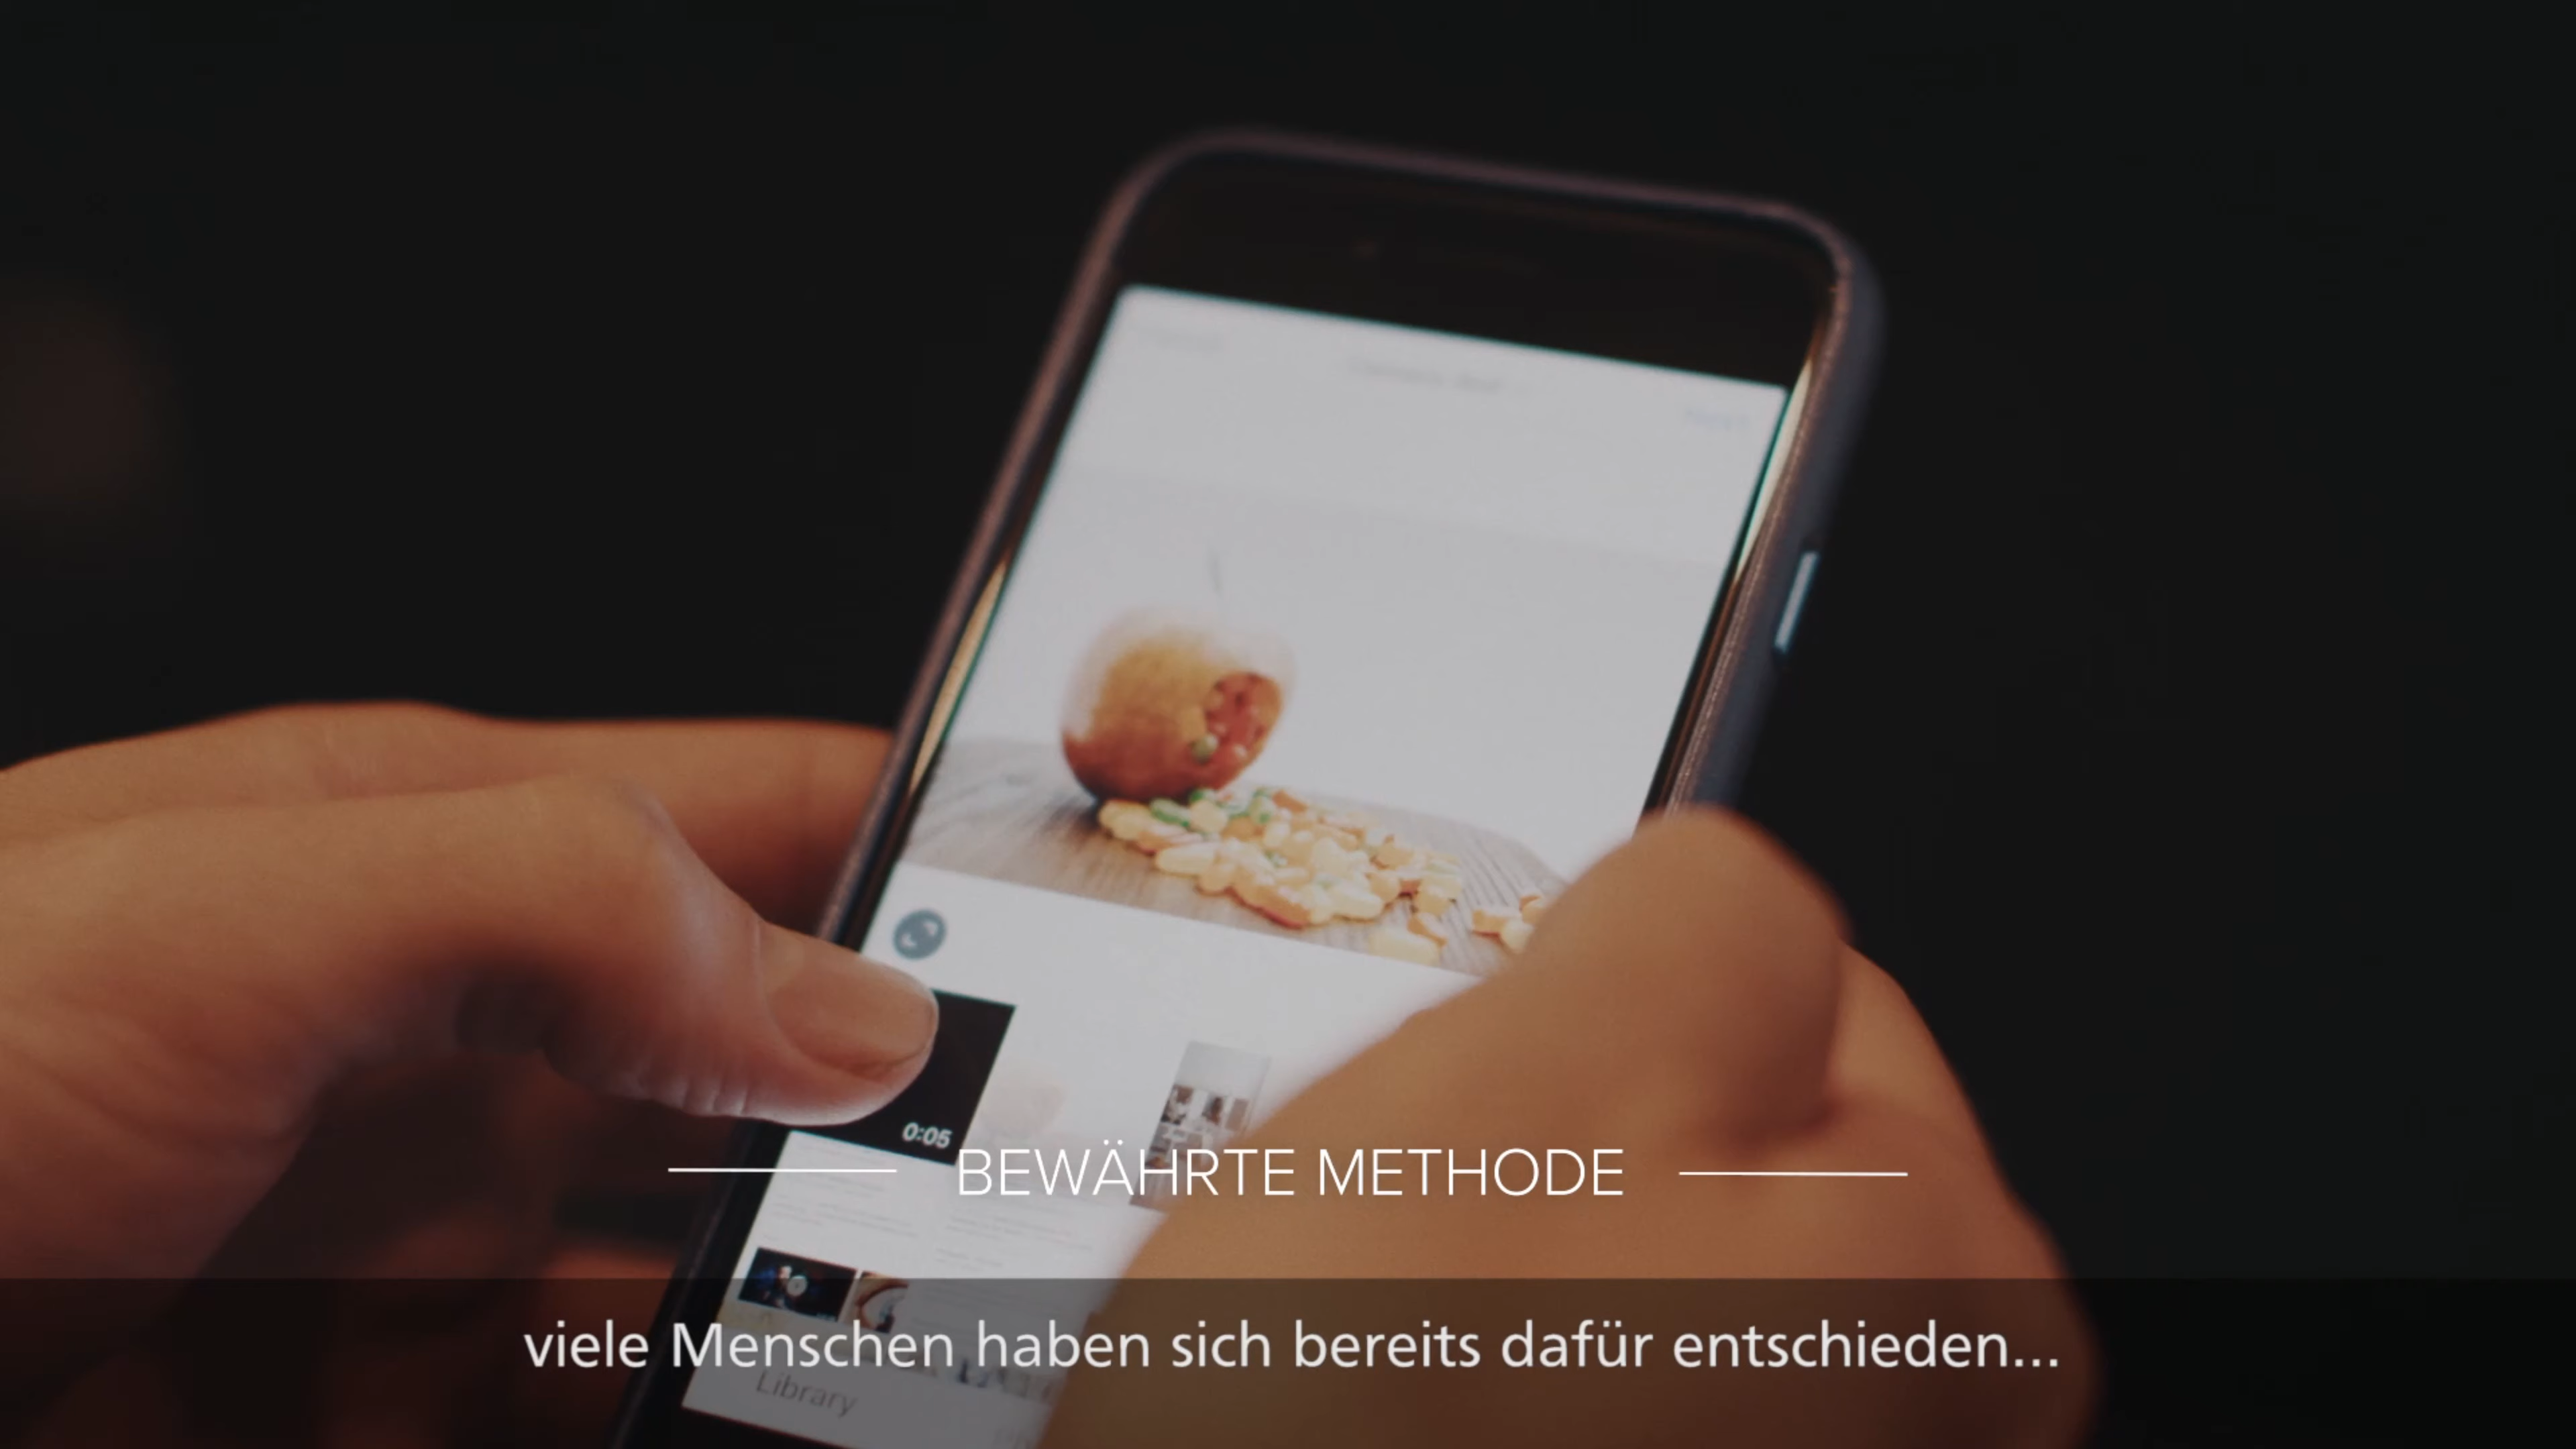 0:05
BEWÄHRTE METHODE
viele Menschen haben sich bereits dafür entschieden...
Library